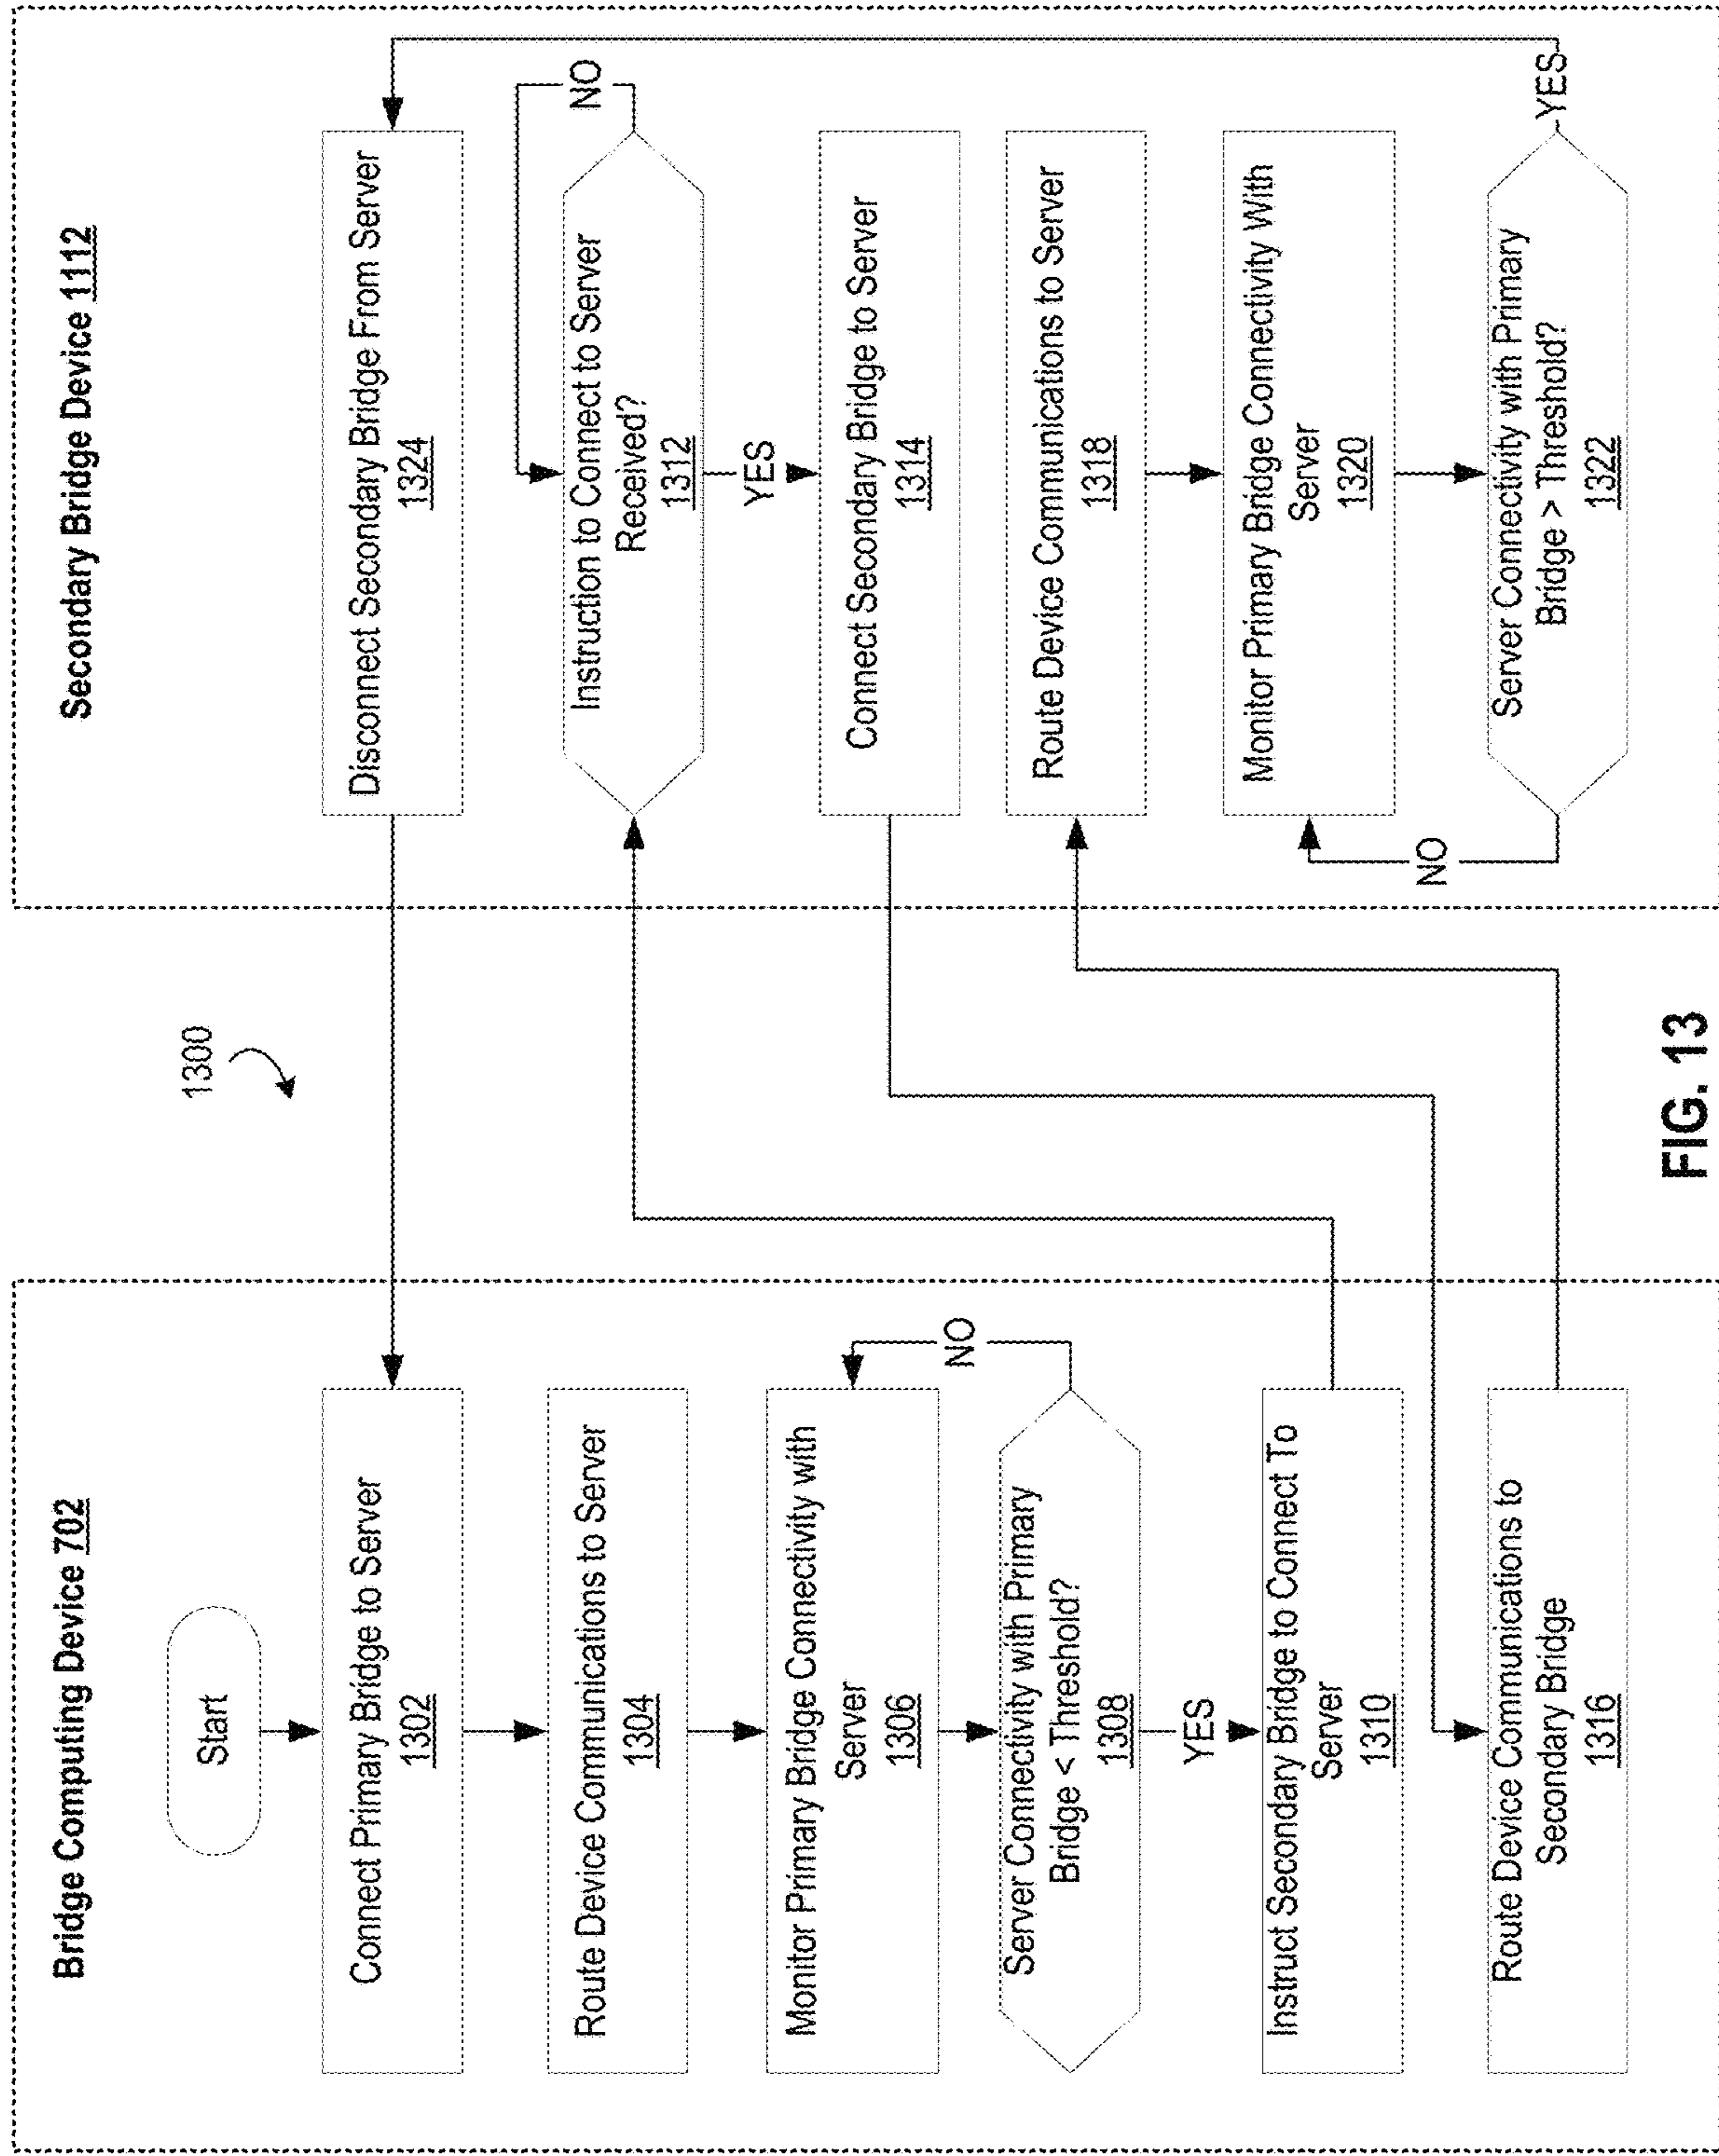 Bridge Computing Device 702
Start
Connect Primary Bridge to Server
1302
Route Device Communications to Server
1304
Monitor Primary Bridge Connectivity with
Server
1306
NO
Server Connectivity with Primary
Bridge < Threshold?
1308
YES
Instruct Secondary Bridge to Connect To
Server
1310
Route Device Communications to
Secondary Bridge
1316
1300
Secondary Bridge Device 1112
Disconnect Secondary Bridge From Server
1324
NO
Instruction to Connect to Server
Received?
1312
YES
Connect Secondary Bridge to Server
1314
Route Device Communications to Server
1318
Monitor Primary Bridge Connectivity With
Server
1320
NO
Server Connectivity with Primary
Bridge > Threshold?
1322
YES
FIG. 13